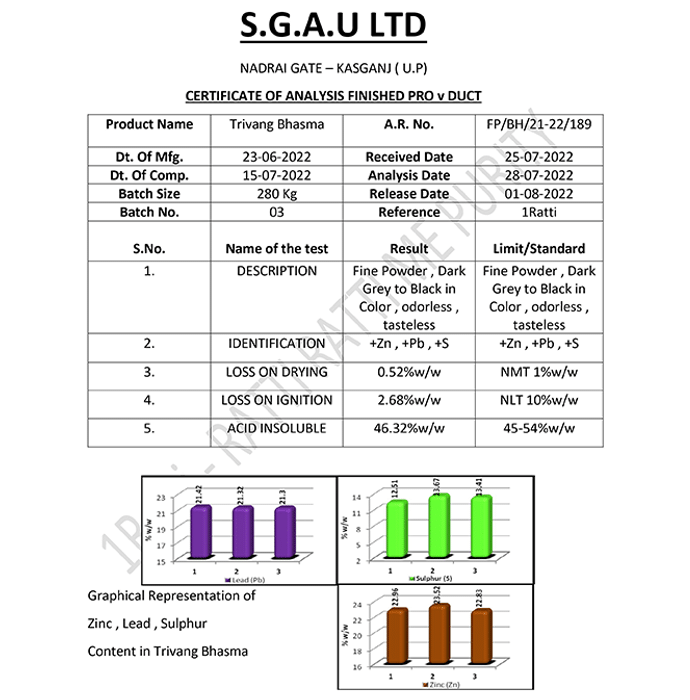 S.G.A.U LTD
NADRAI GATE – KASGANJ ( U.P)
CERTIFICATE OF ANALYSIS FINISHED PRO v DUCT
Product Name Trivang Bhasma A.R. No. FP/BH/21-22/189
Dt. Of Mfg. 23-06-2022 Received Date 25-07-2022
Dt. Of Comp. 15-07-2022 Analysis Date 28-07-2022
Batch Size 280 Kg Release Date 01-08-2022
Batch No. 03 Reference 1Ratti
S.No. Name of the test Result Limit/Standard
1. DESCRIPTION Fine Powder , Dark Fine Powder , Dark
Grey to Black in Grey to Black in
Color , odorless , Color , odorless ,
tasteless tasteless
2. IDENTIFICATION +Zn , +Pb , +S +Zn , +Pb , +S
3. LOSS ON DRYING 0.52%w/w NMT 1%w/w
4. LOSS ON IGNITION 2.68%w/w NLT 10%w/w
5. ACID INSOLUBLE 46.32%w/w 45-54%w/w
RATTI RATTI ME PURITY
21.42 21.32 21.3
23
21
19
17
15
%w/w
1 2 3
Lead (Pb)
12.51 13.67 13.41
14
11
8
5
2
%w/w
1 2 3
Sulphur (S)
Graphical Representation of
Zinc , Lead , Sulphur
Content in Trivang Bhasma
22.96 23.52 22.83
24
22
20
18
16
%w/w
1 2 3
Zinc (Zn)